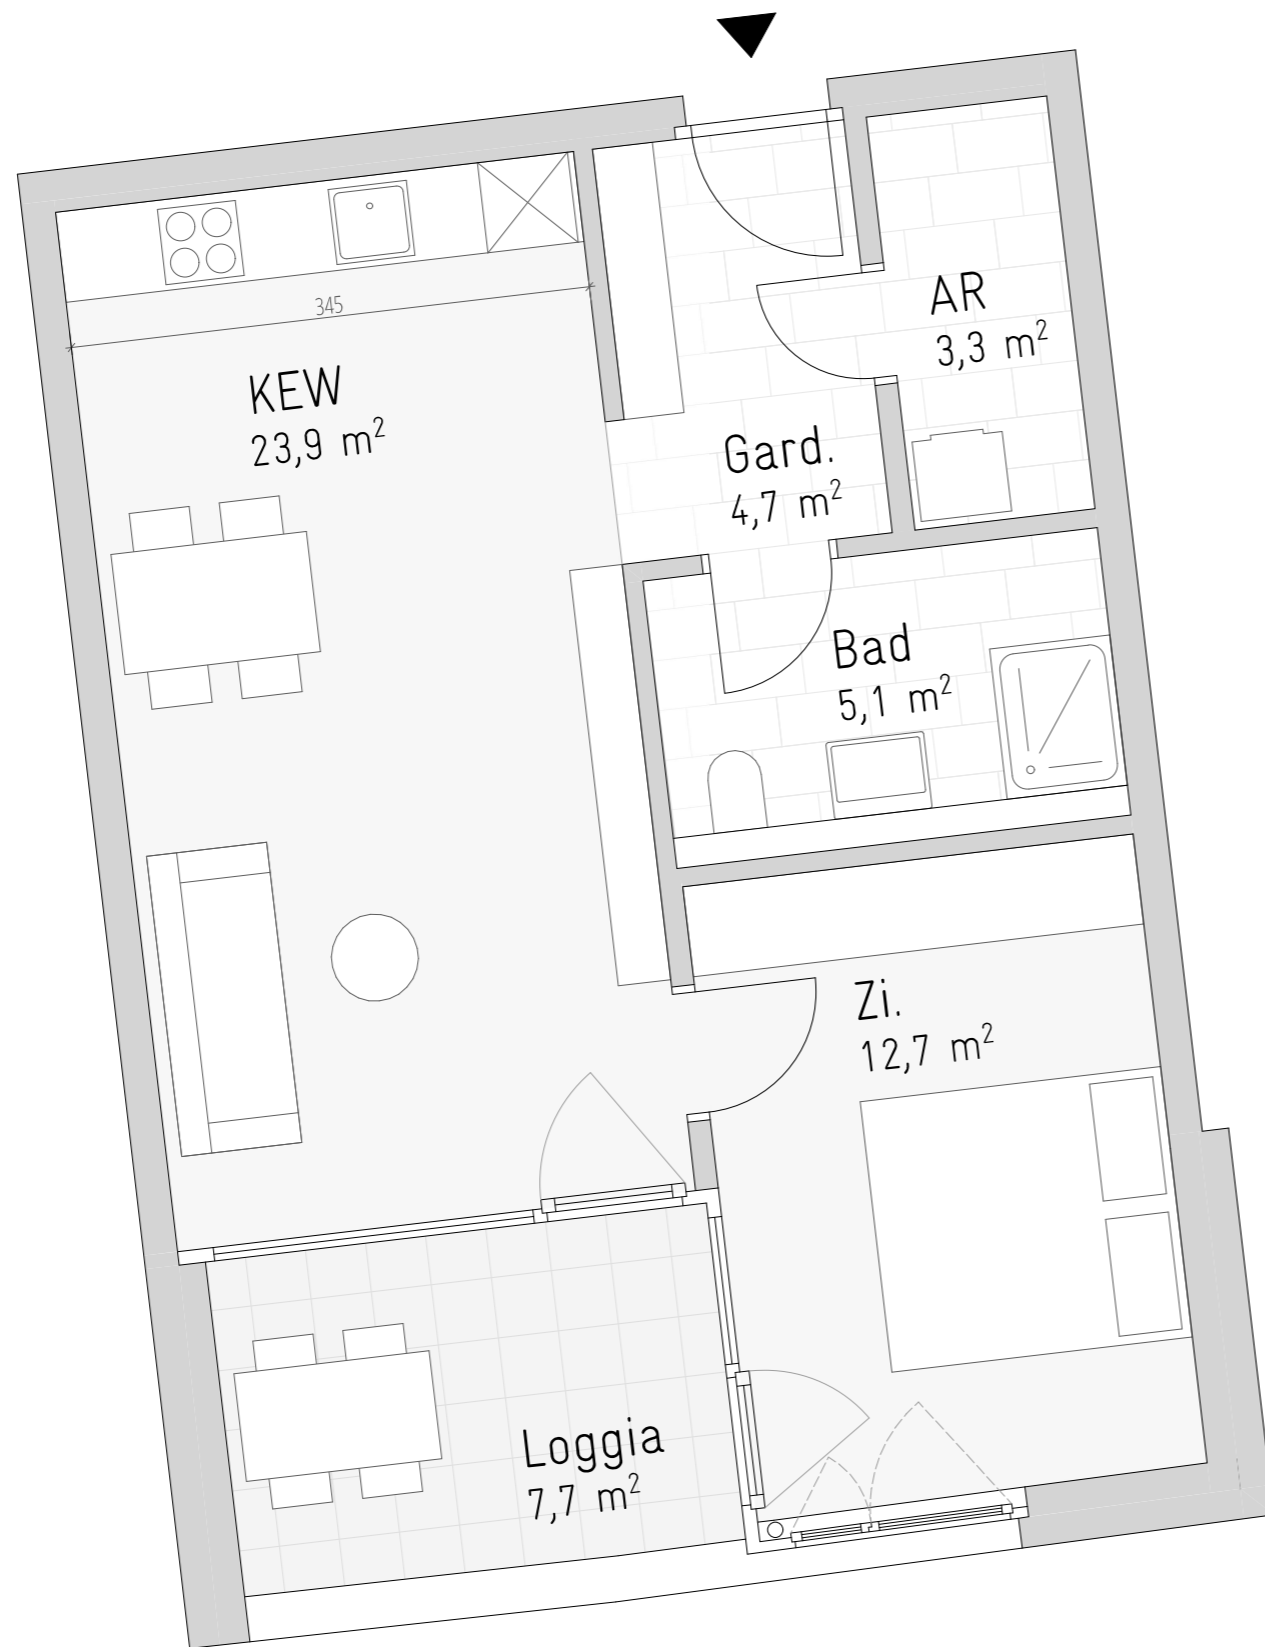 345
AR
3,3 m²
KEW
23,9 m²
Gard.
4,7 m²
Bad
5,1 m²
Zi.
12,7 m²
Loggia
7,7 m²